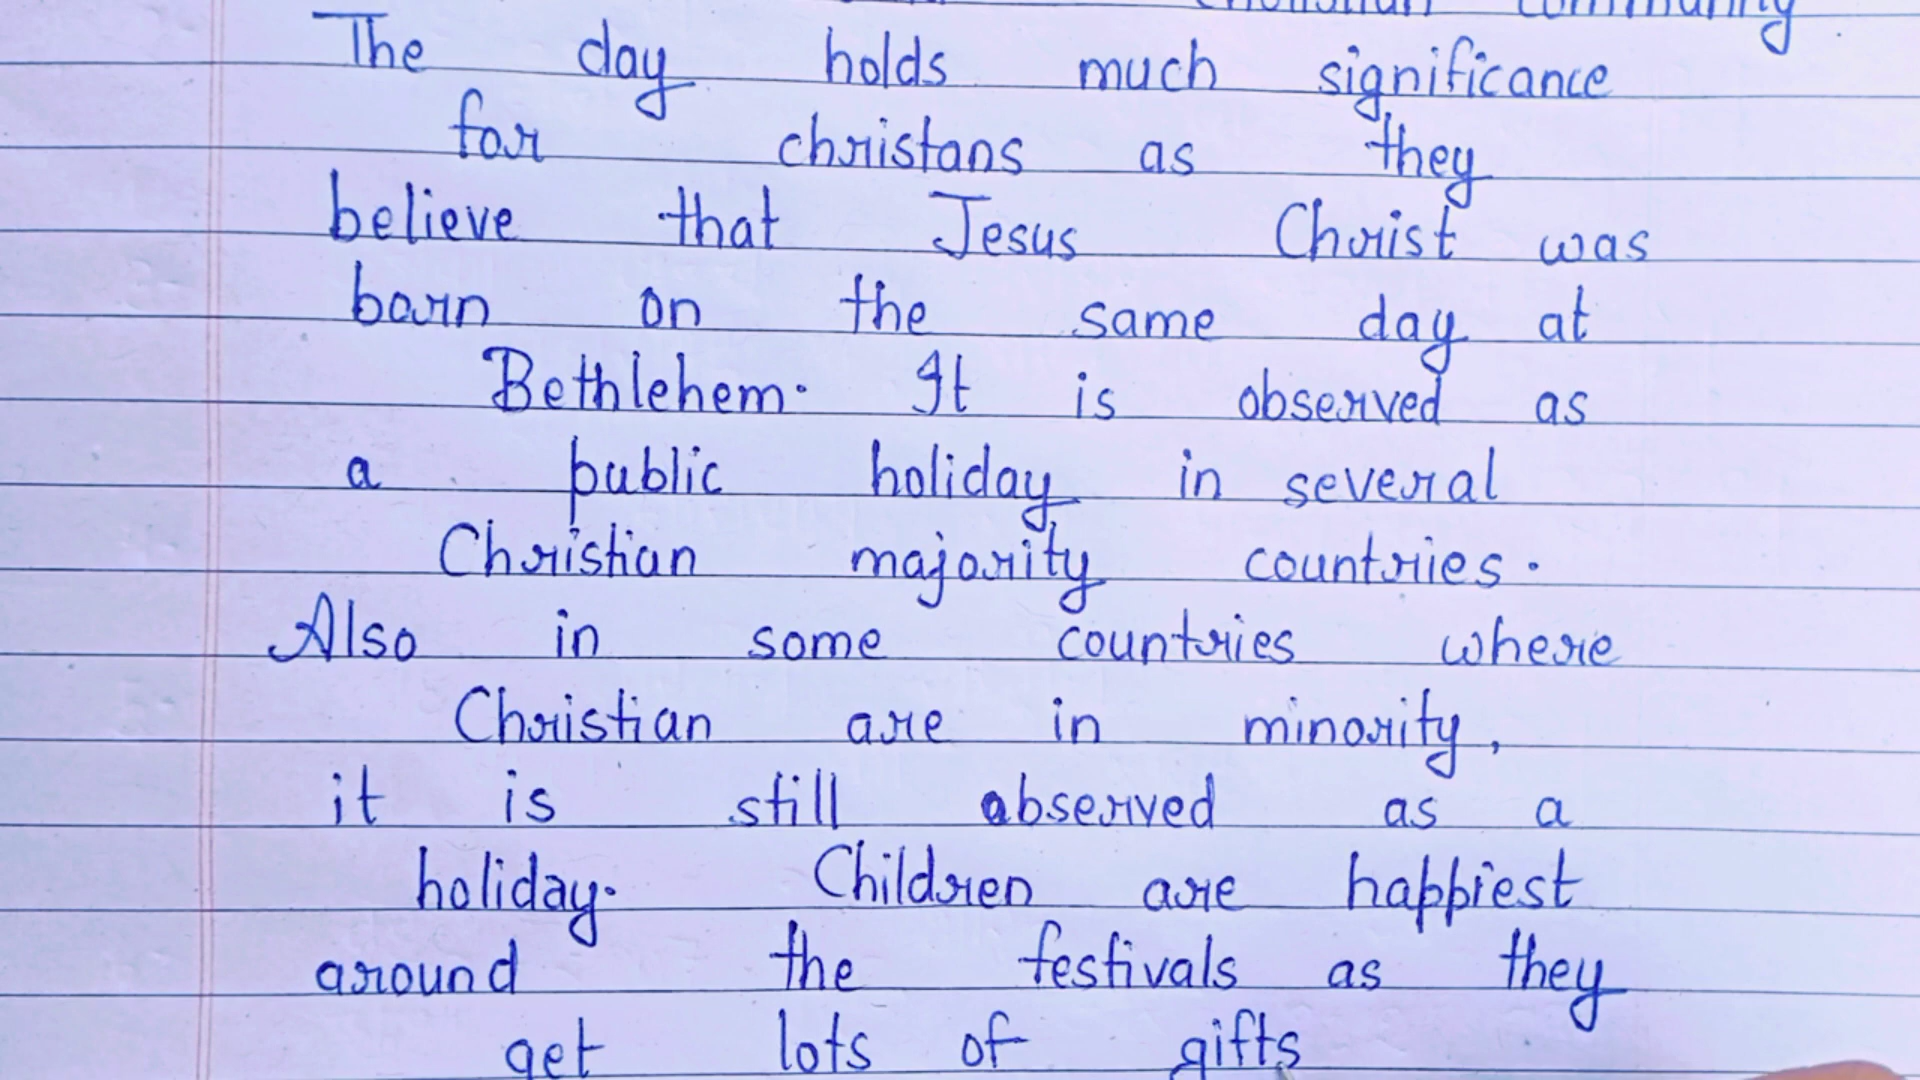 Christian community.
The day holds much significance
for christans as they
believe that Jesus Christ was
born on the same day at
Bethlehem. It is observed as
a public holiday in several
Christian majority countries.
Also in some countries where
Christian are in minority,
it is still observed as a
holiday. Children are happiest
around the festivals as they
get lots of gifts